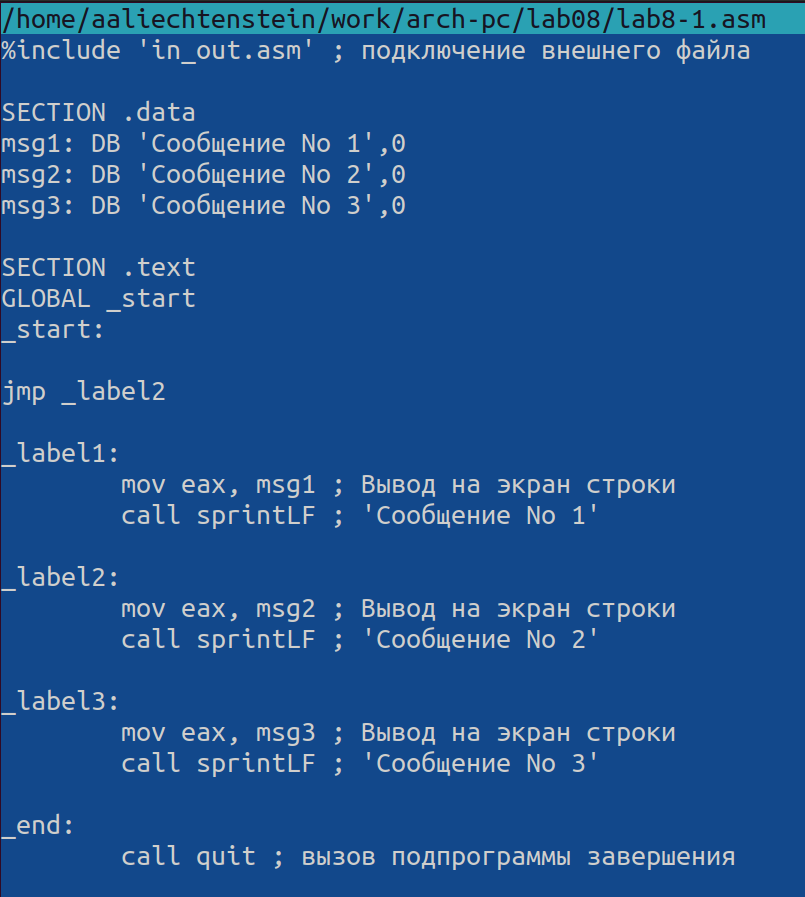 /home/aaliechtenstein/work/arch-pc/lab08/lab8-1.asm
%include 'in_out.asm' ; подключение внешнего файла
SECTION .data
msg1: DB 'Сообщение No 1',0
msg2: DB 'Сообщение No 2',0
msg3: DB 'Сообщение No 3',0
SECTION .text
GLOBAL _start
_start:
jmp _label2
_label1:
mov eax, msg1 ; Вывод на экран строки
call sprintLF ; 'Сообщение No 1'
_label2:
mov eax, msg2 ; Вывод на экран строки
call sprintLF ; 'Сообщение No 2'
_label3:
mov eax, msg3 ; Вывод на экран строки
call sprintLF ; 'Сообщение No 3'
_end:
call quit ; вызов подпрограммы завершения